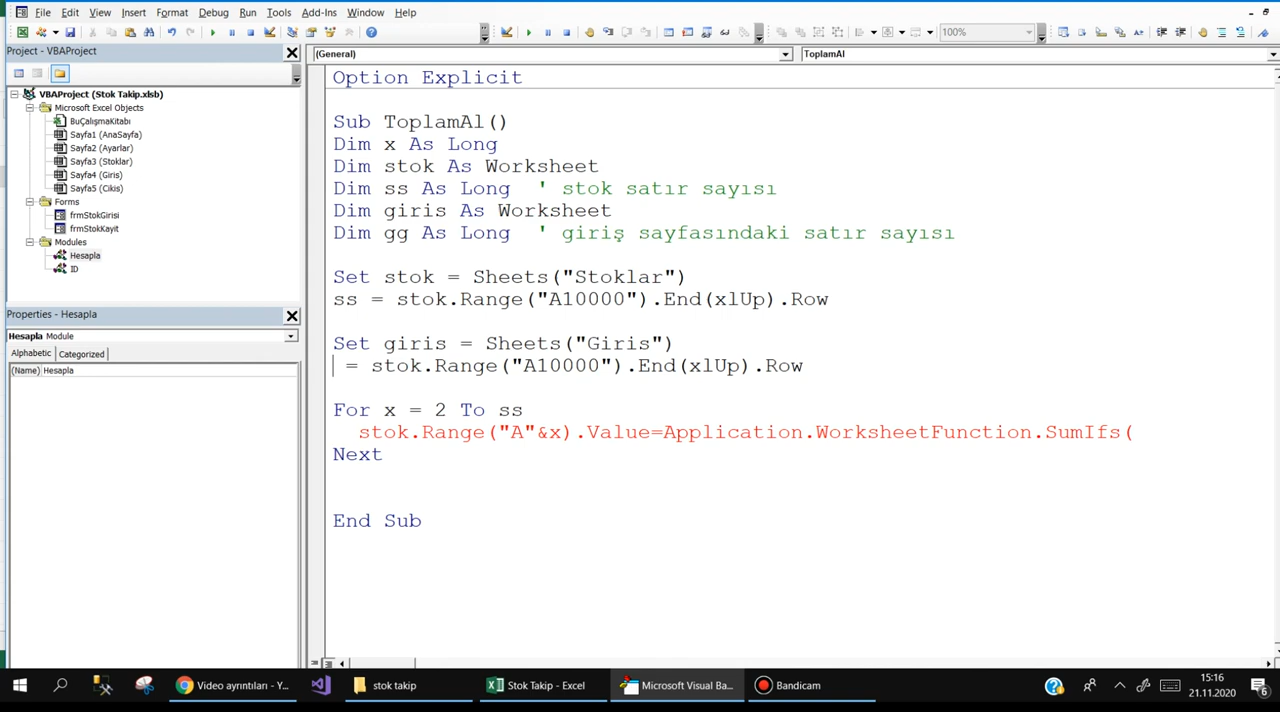 File Edit View Insert Format Debug Run Tools Add-Ins Window Help
100%
Project - VBAProject
(General)
ToplamAl
VBAProject (Stok Takip.xlsb)
Microsoft Excel Objects
BuÇalışmaKitabı
Sayfa1 (AnaSayfa)
Sayfa2 (Ayarlar)
Sayfa3 (Stoklar)
Sayfa4 (Giris)
Sayfa5 (Cikis)
Forms
frmStokGirisi
frmStokKayit
Modules
Hesapla
ID
Properties - Hesapla
Hesapla Module
Alphabetic Categorized
(Name) Hesapla
Option Explicit
Sub ToplamAl()
Dim x As Long
Dim stok As Worksheet
Dim ss As Long ' stok satır sayısı
Dim giris As Worksheet
Dim gg As Long ' giriş sayfasındaki satır sayısı
Set stok = Sheets("Stoklar")
ss = stok.Range("A10000").End(xlUp).Row
Set giris = Sheets("Giris")
= stok.Range("A10000").End(xlUp).Row
For x = 2 To ss
stok.Range("A"&x).Value=Application.WorksheetFunction.SumIfs(
Next
End Sub
Video ayrıntıları - Y...
stok takip
Stok Takip - Excel
Microsoft Visual Ba...
Bandicam
15:16
21.11.2020
6